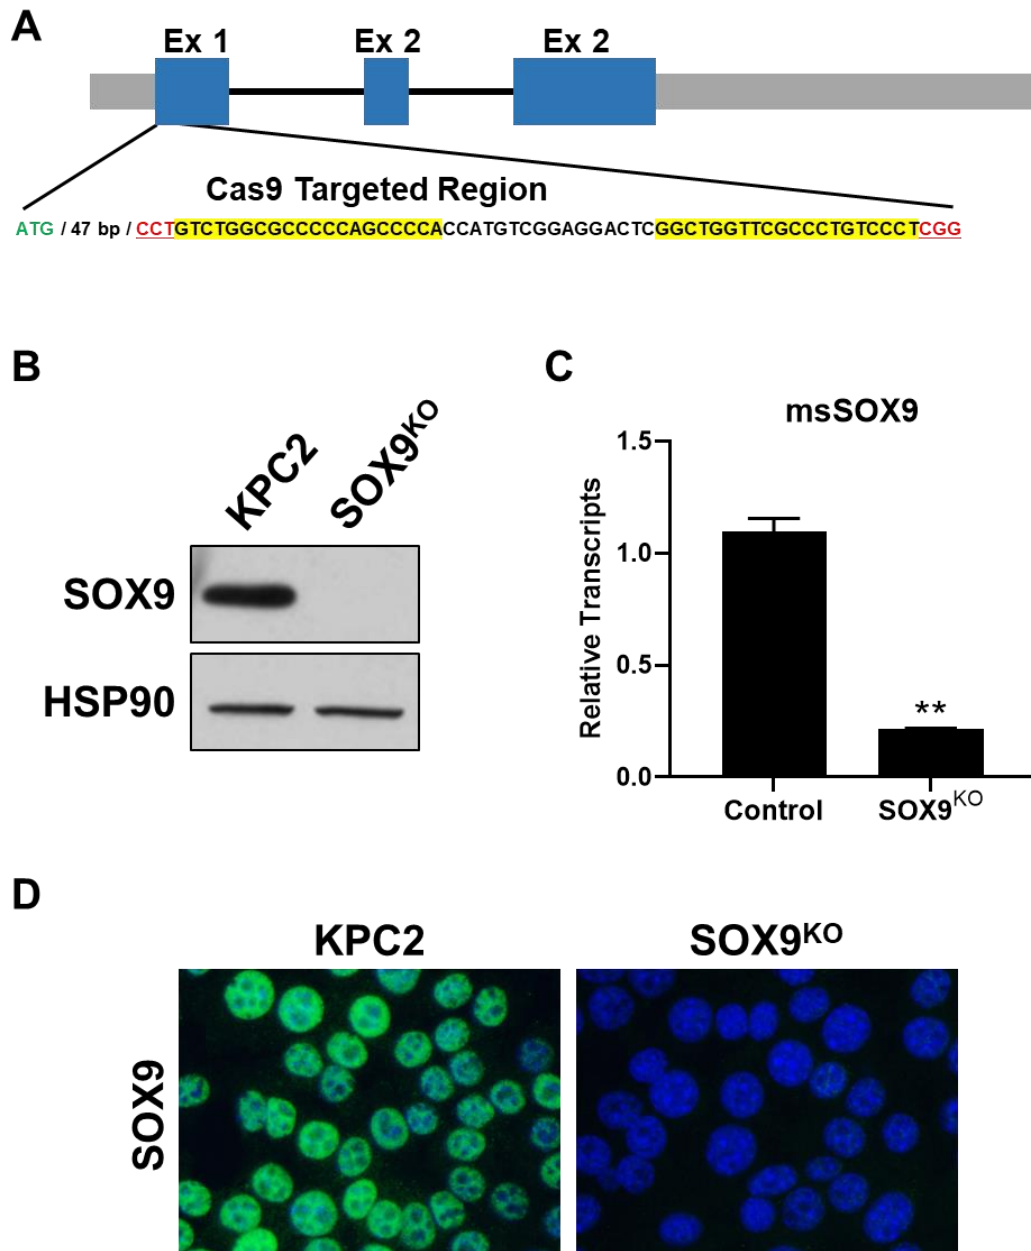 A
Ex 1 Ex 2 Ex 2
Cas9 Targeted Region
ATG / 47 bp / CCTGTCTGGCGCCCCCAGCCCCACCATGTCGGAGGACTCGGCTGGTTCGCCCTGTCCCTCGG
B
KPC2 SOX9KO
SOX9
HSP90
C
msSOX9
Relative Transcripts
1.5
1.0
0.5
0.0
**
Control SOX9KO
D
KPC2 SOX9KO
SOX9